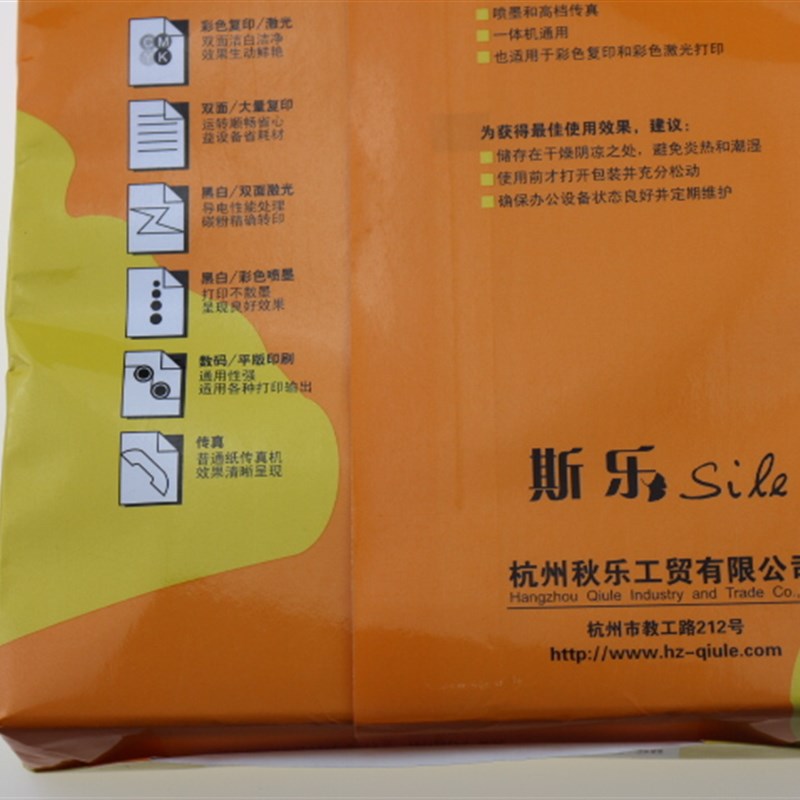 彩色复印/激光
双面洁白洁净
效果生动鲜艳
CM
YK
双面/大量复印
运转顺畅省心
益设备省耗材
黑白/双面激光
导电性能处理
碳粉精确转印
黑白/彩色喷墨
打印不散墨
呈现良好效果
数码/平版印刷
通用性强
适用各种打印输出
传真
普通纸传真机
效果清晰呈现
喷墨和高档传真
一体机通用
也适用于彩色复印和彩色激光打印
为获得最佳使用效果，建议：
储存在干燥阴凉之处，避免炎热和潮湿
使用前才打开包装并充分松动
确保办公设备状态良好并定期维护
斯乐 Sile
杭州秋乐工贸有限公司
Hangzhou Qiule Industry and Trade Co.,
杭州市教工路212号
http://www.hz-qiule.com